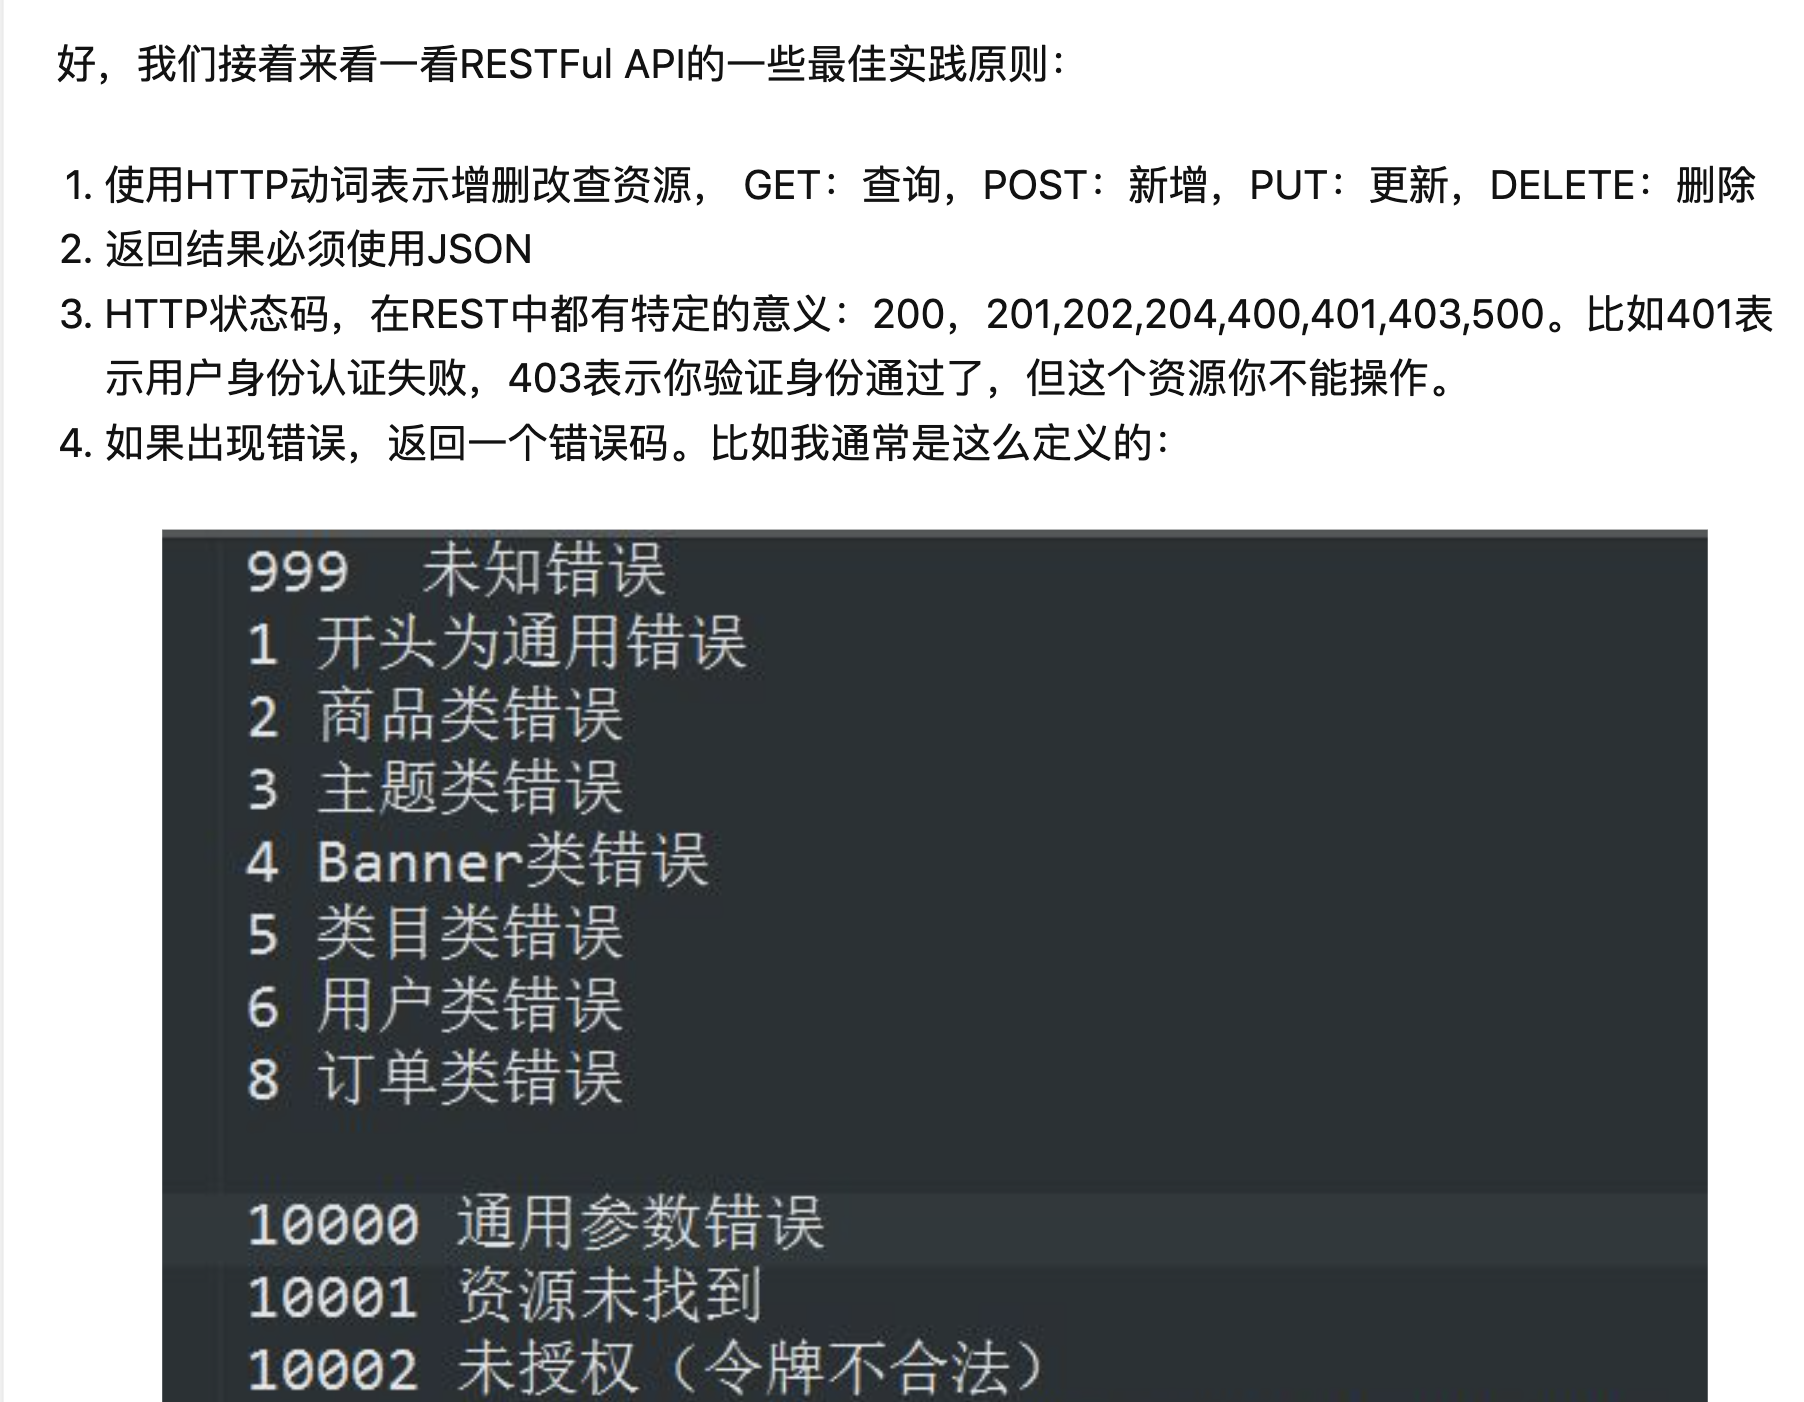 好，我们接着来看一看RESTFul API的一些最佳实践原则：
1. 使用HTTP动词表示增删改查资源， GET：查询，POST：新增，PUT：更新，DELETE：删除
2. 返回结果必须使用JSON
3. HTTP状态码，在REST中都有特定的意义：200，201,202,204,400,401,403,500。比如401表
示用户身份认证失败，403表示你验证身份通过了，但这个资源你不能操作。
4. 如果出现错误，返回一个错误码。比如我通常是这么定义的：
999  未知错误
1 开头为通用错误
2 商品类错误
3 主题类错误
4 Banner类错误
5 类目类错误
6 用户类错误
8 订单类错误
10000 通用参数错误
10001 资源未找到
10002 未授权（令牌不合法）